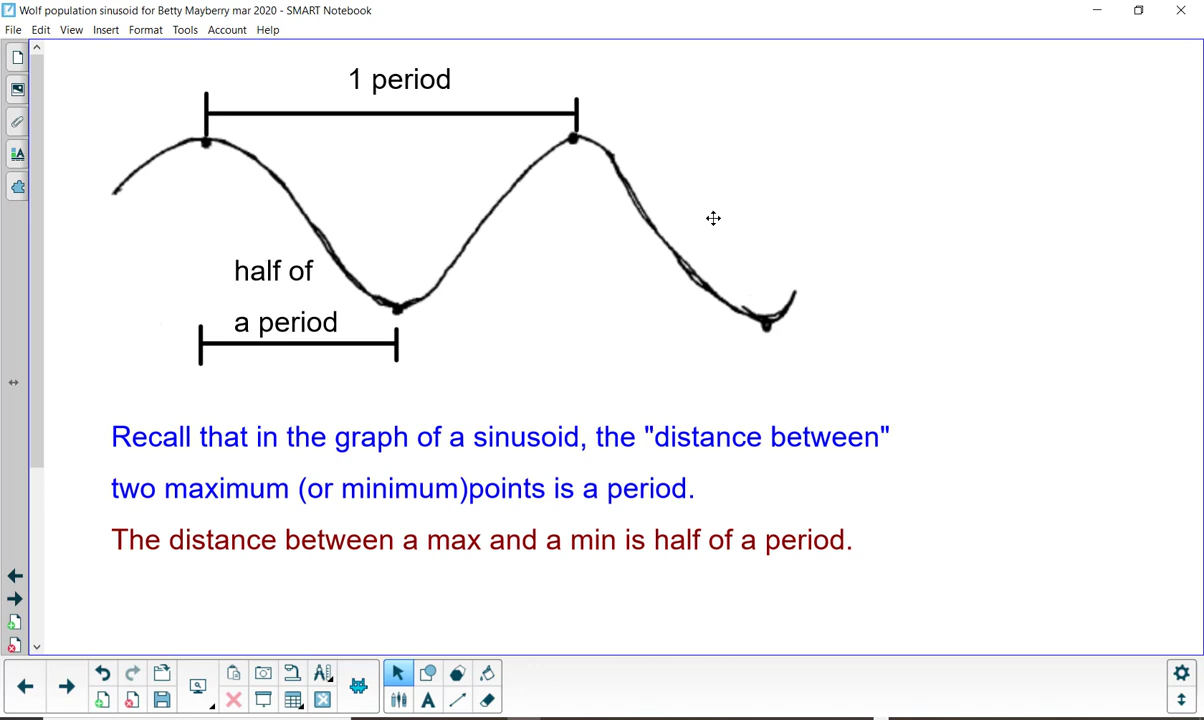 Wolf population sinusoid for Betty Mayberry mar 2020 - SMART Notebook
File Edit View Insert Format Tools Account Help
1 period
half of
a period
Recall that in the graph of a sinusoid, the "distance between"
two maximum (or minimum)points is a period.
The distance between a max and a min is half of a period.